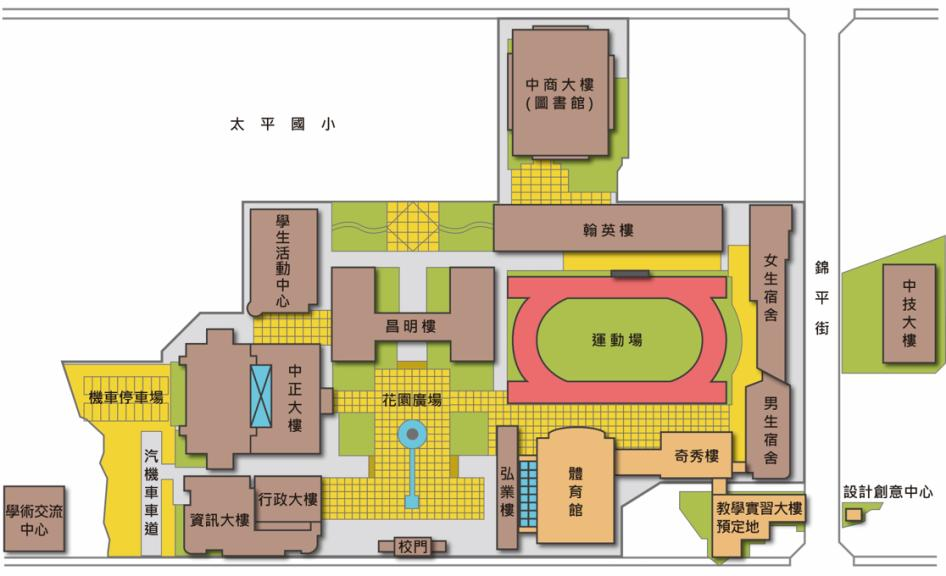 中商大樓
(圖書館)
太平國小
學生活動中心
翰英樓
女生宿舍
錦平街
中技大樓
昌明樓
運動場
中正大樓
機車停車場
花園廣場
男生宿舍
汽機車車道
弘業樓
體育館
奇秀樓
學術交流
中心
資訊大樓
行政大樓
校門
教學實習大樓
預定地
設計創意中心